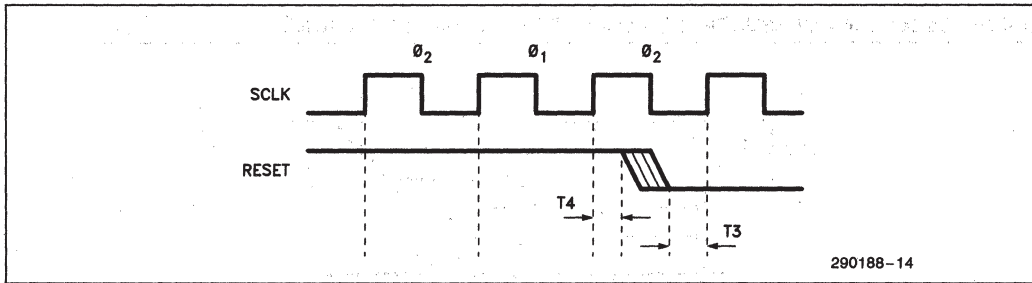 Ø2 Ø1 Ø2
SCLK
RESET
T4
T3
290188-14